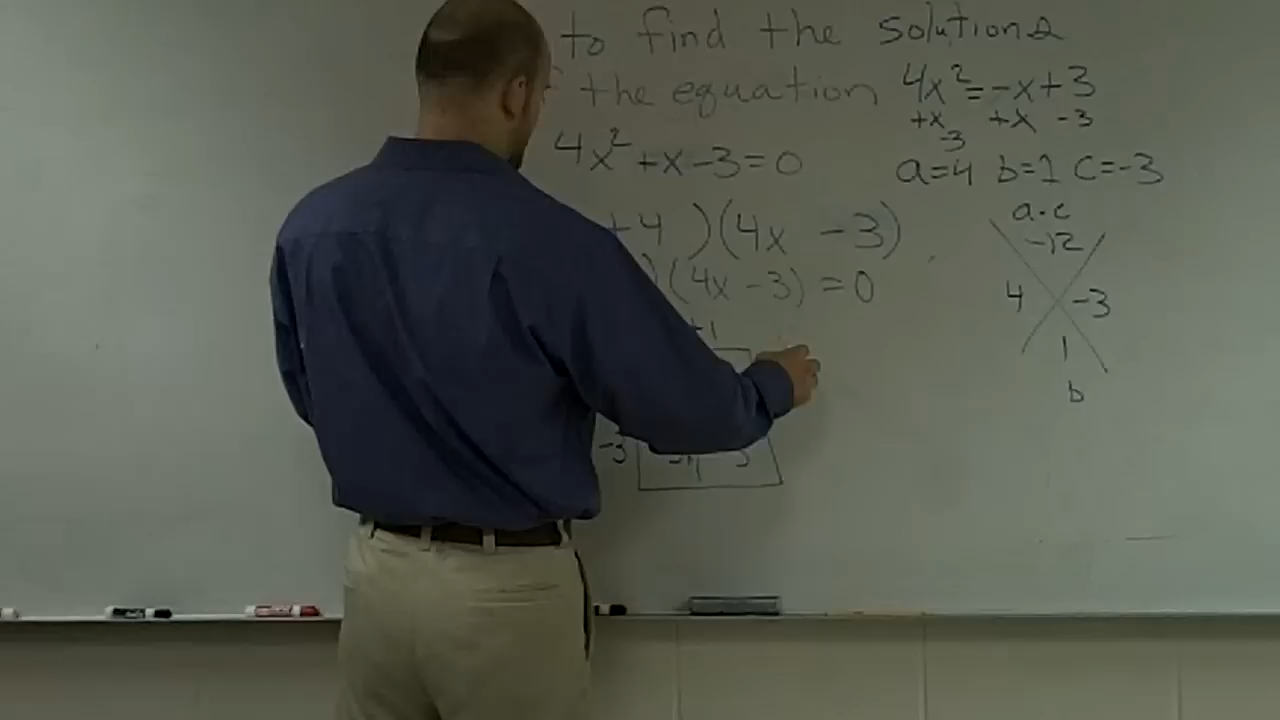 to find the solutions
the equation 4x² = -x+3
+x -3 +x -3
4x² +x-3=0
a=4 b=1 c=-3
+4 )(4x -3)
)(4x -3) =0
a·c
-12
4 -3
1
b
+1
-3